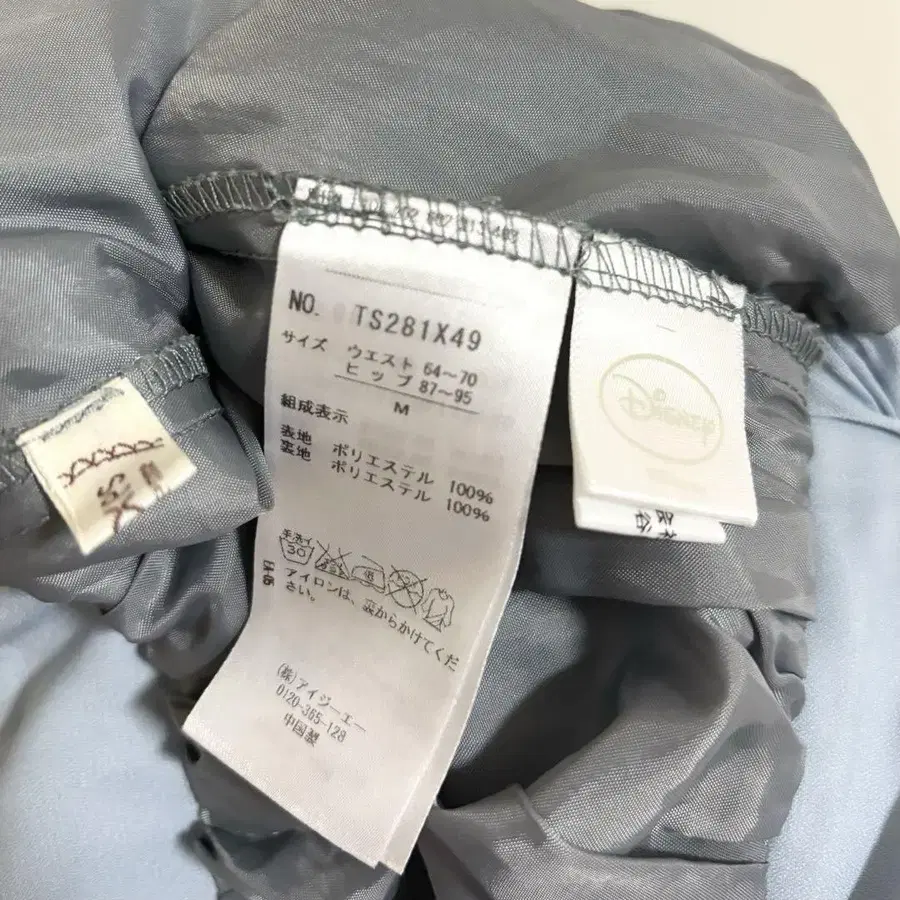 NO. TS281X49
サイズ ウエスト 64〜70
ヒップ 87〜95
M
組成表示
表地 ポリエステル 100%
裏地 ポリエステル 100%
手洗イ
30
アイロンは、裏からかけてくだ
さい。
(株)アイジーエー
0120-365-128
中国製
Disney